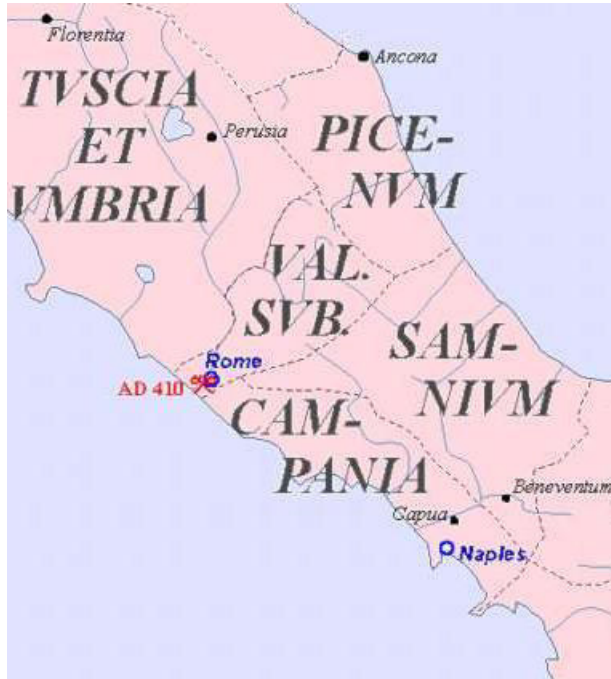 Florentia
Ancona
TVSCIA
ET
VMBRIA
Perusia
PICE-
NVM
VAL.
SVB.
SAM-
NIVM
Rome
AD 410
CAM-
PANIA
Beneventum
Capua
Naples